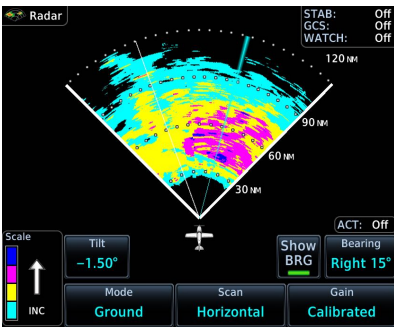 Radar
STAB: Off
GCS: Off
WATCH: Off
120 NM
90 NM
60 NM
30 NM
ACT: Off
Scale
INC
Tilt
−1.50°
Show
BRG
Bearing
Right 15°
Mode
Ground
Scan
Horizontal
Gain
Calibrated